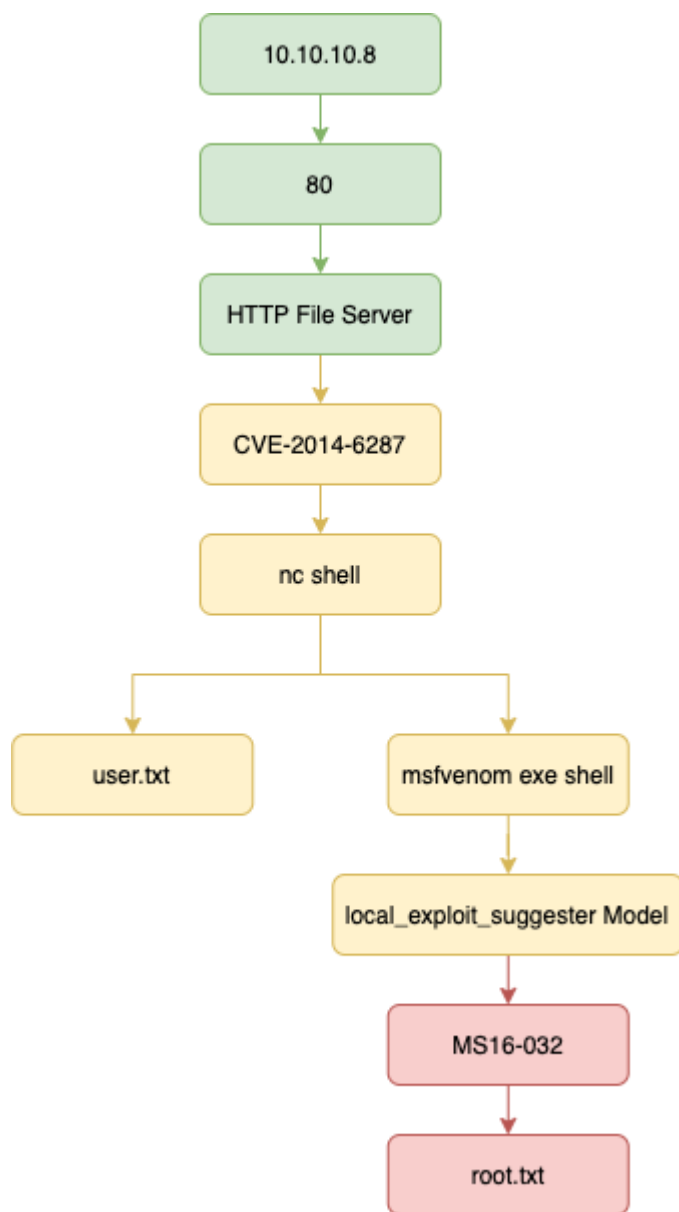 10.10.10.8
80
HTTP File Server
CVE-2014-6287
nc shell
user.txt
msfvenom exe shell
local_exploit_suggester Model
MS16-032
root.txt